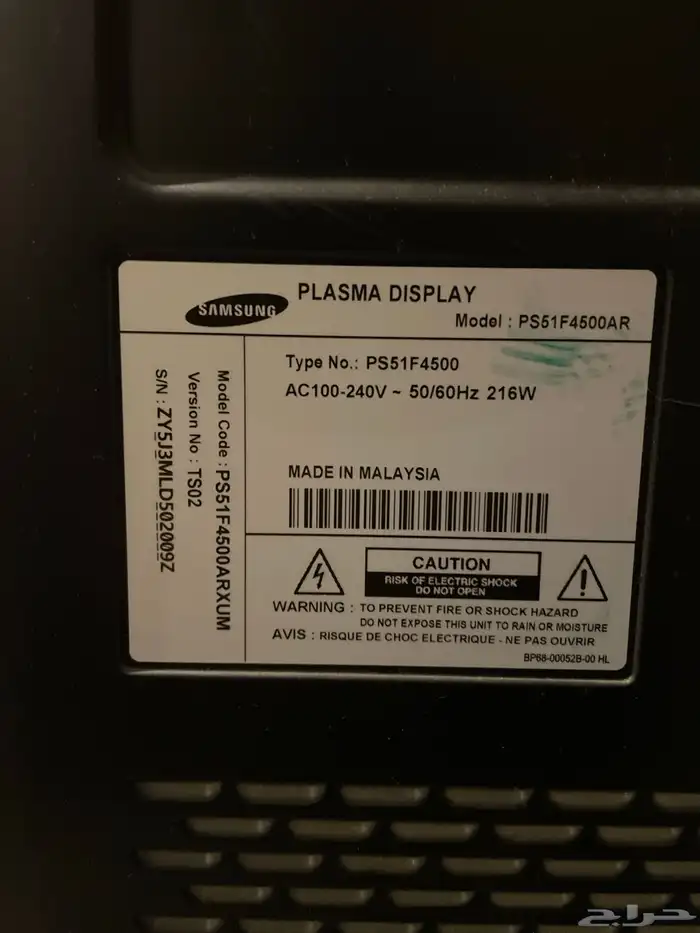 SAMSUNG
PLASMA DISPLAY
Model : PS51F4500AR
Type No.: PS51F4500
AC100-240V ~ 50/60Hz 216W
MADE IN MALAYSIA
Model Code : PS51F4500ARXUM
Version No : TS02
S/N : ZY5J3MLD502009Z
CAUTION
RISK OF ELECTRIC SHOCK
DO NOT OPEN
WARNING : TO PREVENT FIRE OR SHOCK HAZARD
DO NOT EXPOSE THIS UNIT TO RAIN OR MOISTURE
AVIS : RISQUE DE CHOC ELECTRIQUE - NE PAS OUVRIR
BP68-00052B-00 HL
حراج